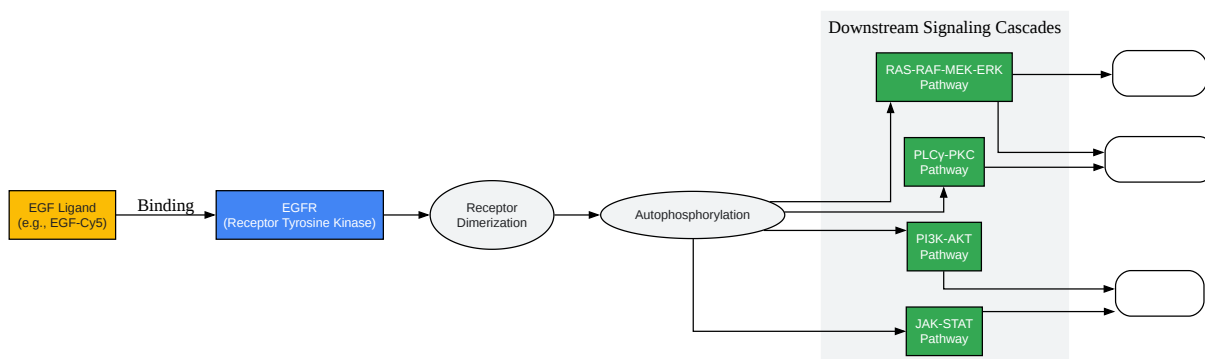 Downstream Signaling Cascades
RAS-RAF-MEK-ERK
Pathway
PLCγ-PKC
Pathway
EGF Ligand
(e.g., EGF-Cy5)
Binding
EGFR
(Receptor Tyrosine Kinase)
Receptor
Dimerization
Autophosphorylation
PI3K-AKT
Pathway
JAK-STAT
Pathway